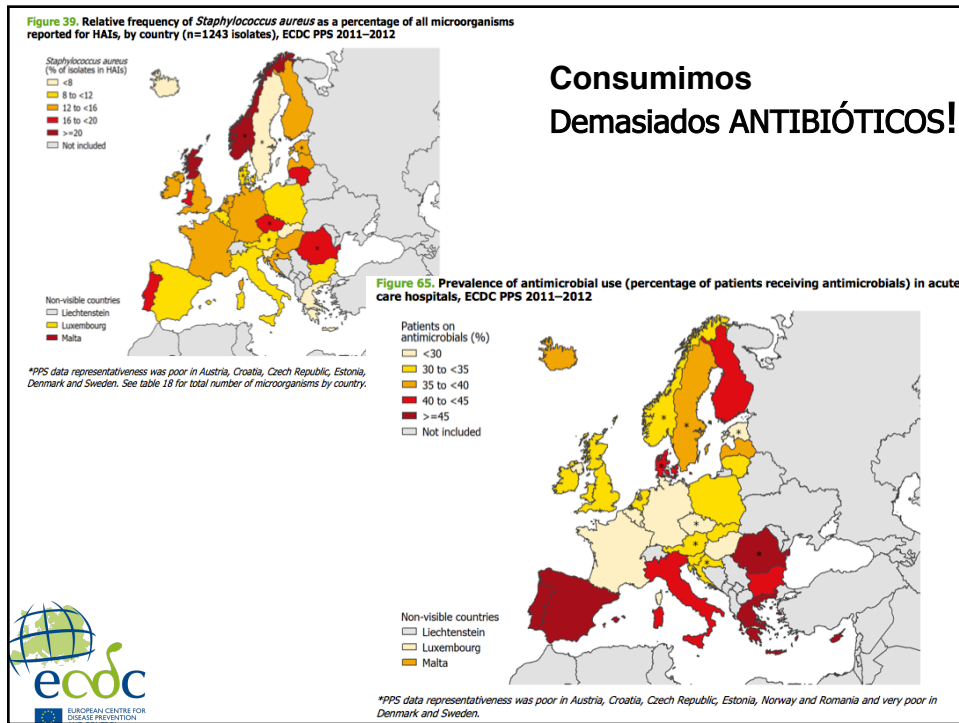 Figure 39. Relative frequency of Staphylococcus aureus as a percentage of all microorganisms
reported for HAIs, by country (n=1243 isolates), ECDC PPS 2011–2012
Staphylococcus aureus
(% of isolates in HAIs)
<8
8 to <12
12 to <16
16 to <20
>=20
Not included
Non-visible countries
Liechtenstein
Luxembourg
Malta
*PPS data representativeness was poor in Austria, Croatia, Czech Republic, Estonia,
Denmark and Sweden. See table 18 for total number of microorganisms by country.
Consumimos
Demasiados ANTIBIÓTICOS!
Figure 65. Prevalence of antimicrobial use (percentage of patients receiving antimicrobials) in acute
care hospitals, ECDC PPS 2011–2012
Patients on
antimicrobials (%)
<30
30 to <35
35 to <40
40 to <45
>=45
Not included
Non-visible countries
Liechtenstein
Luxembourg
Malta
*PPS data representativeness was poor in Austria, Croatia, Czech Republic, Estonia, Norway and Romania and very poor in
Denmark and Sweden.
ecdc
EUROPEAN CENTRE FOR
DISEASE PREVENTION